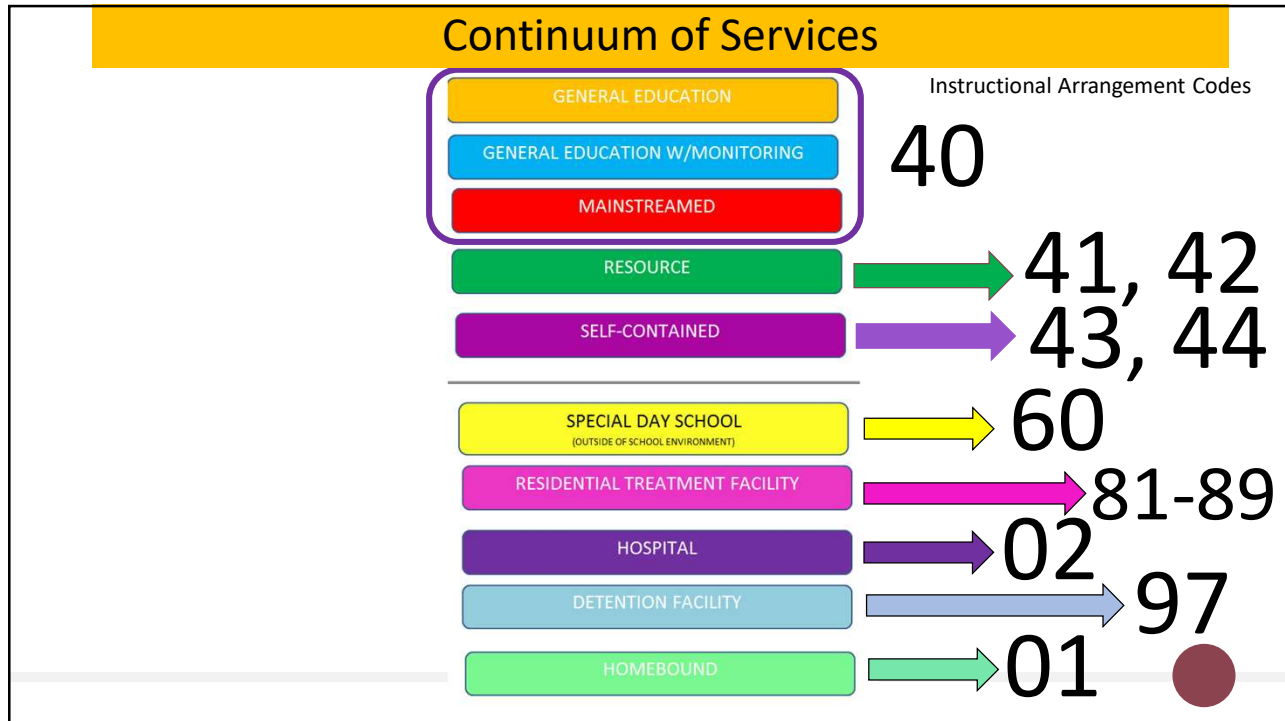 Continuum of Services
Instructional Arrangement Codes
GENERAL EDUCATION
GENERAL EDUCATION W/MONITORING
40
MAINSTREAMED
RESOURCE
41, 42
SELF-CONTAINED
43, 44
SPECIAL DAY SCHOOL
(OUTSIDE OF SCHOOL ENVIRONMENT)
60
RESIDENTIAL TREATMENT FACILITY
81-89
HOSPITAL
02
DETENTION FACILITY
97
HOMEBOUND
01